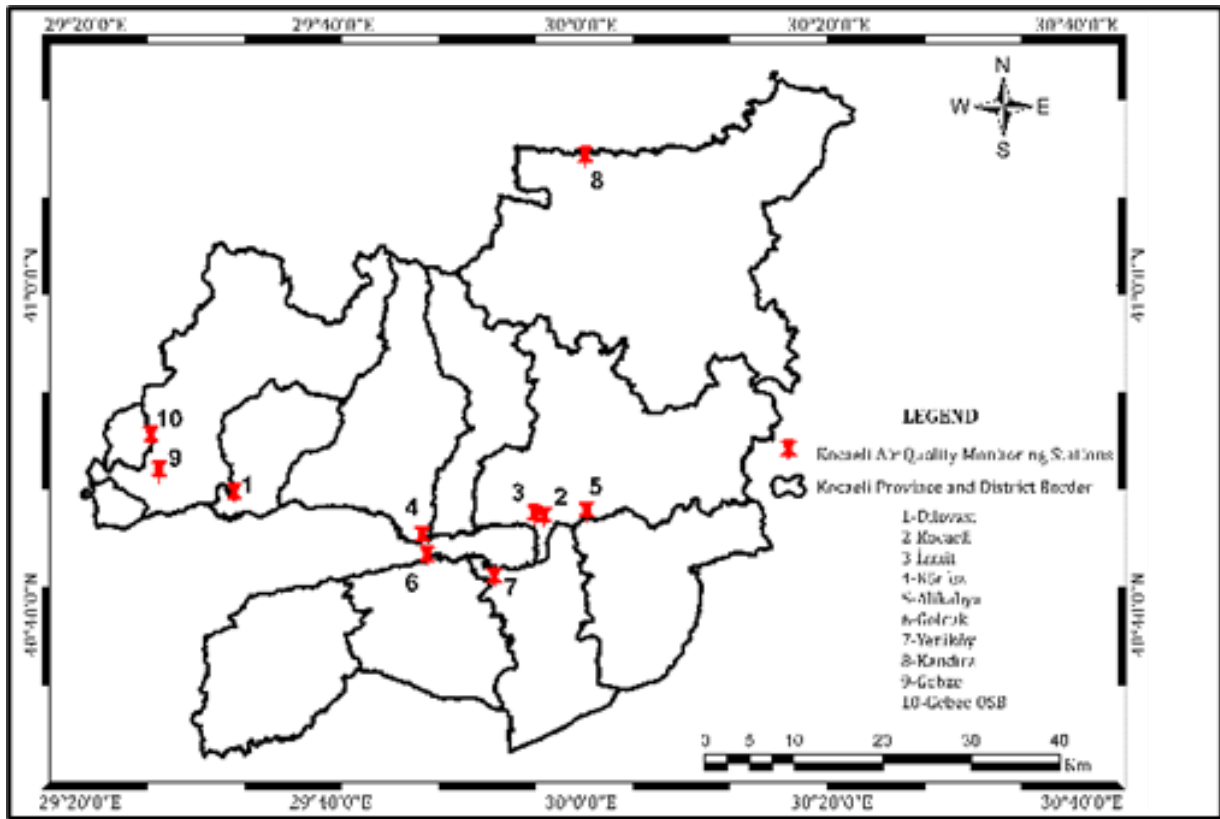 29°20'0"E 29°40'0"E 30°0'0"E 30°20'0"E 30°40'0"E
N
W E
S
8
41°0'0"N 41°0'0"N
10
9
1
LEGEND
Kocaeli Air Quality Monitoring Stations
Kocaeli Province and District Border
3 2 5
4
6 7
40°40'0"N 40°40'0"N
1-Dilovası
2 Kocaeli
3 İzmit
4-Körfez
5-Alikahya
6-Gölcük
7-Yeniköy
8-Kandıra
9-Gebze
10-Gebze OSB
0 5 10 20 30 40
Km
29°20'0"E 29°40'0"E 30°0'0"E 30°20'0"E 30°40'0"E